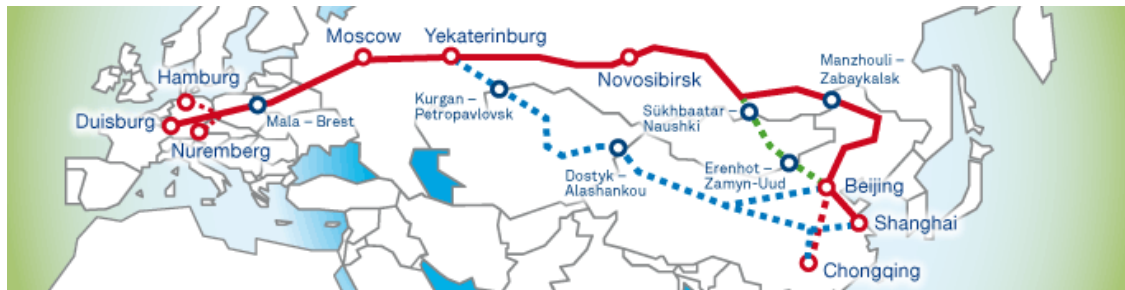 Moscow
Yekaterinburg
Hamburg
Novosibirsk
Manzhouli –
Zabaykalsk
Duisburg
Mala – Brest
Kurgan –
Petropavlovsk
Sükhbaatar –
Naushki
Nuremberg
Dostyk –
Alashankou
Erenhot –
Zamyn-Uud
Beijing
Shanghai
Chongqing